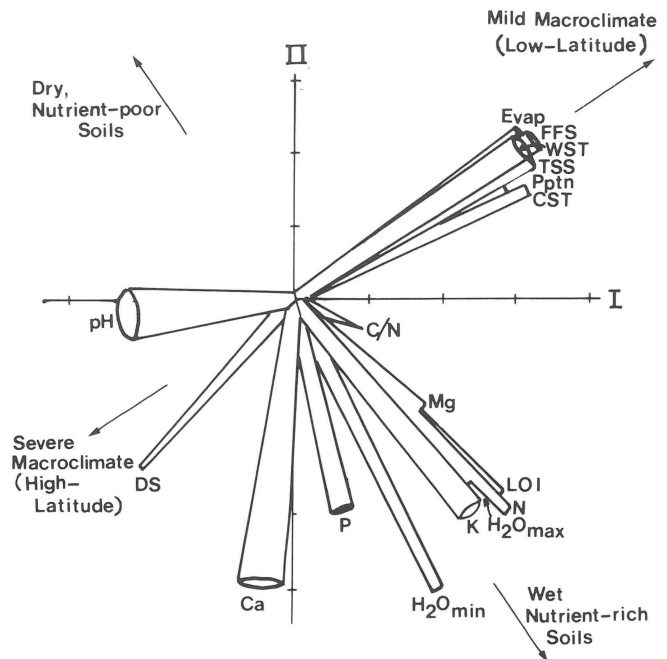 Mild Macroclimate
(Low-Latitude)
II
Dry,
Nutrient-poor
Soils
Evap
FFS
WST
TSS
Pptn
CST
I
pH
C/N
Mg
Severe
Macroclimate
(High-
Latitude)
DS
LOI
N
H₂Omax
K
P
Ca
H₂Omin
Wet
Nutrient-rich
Soils